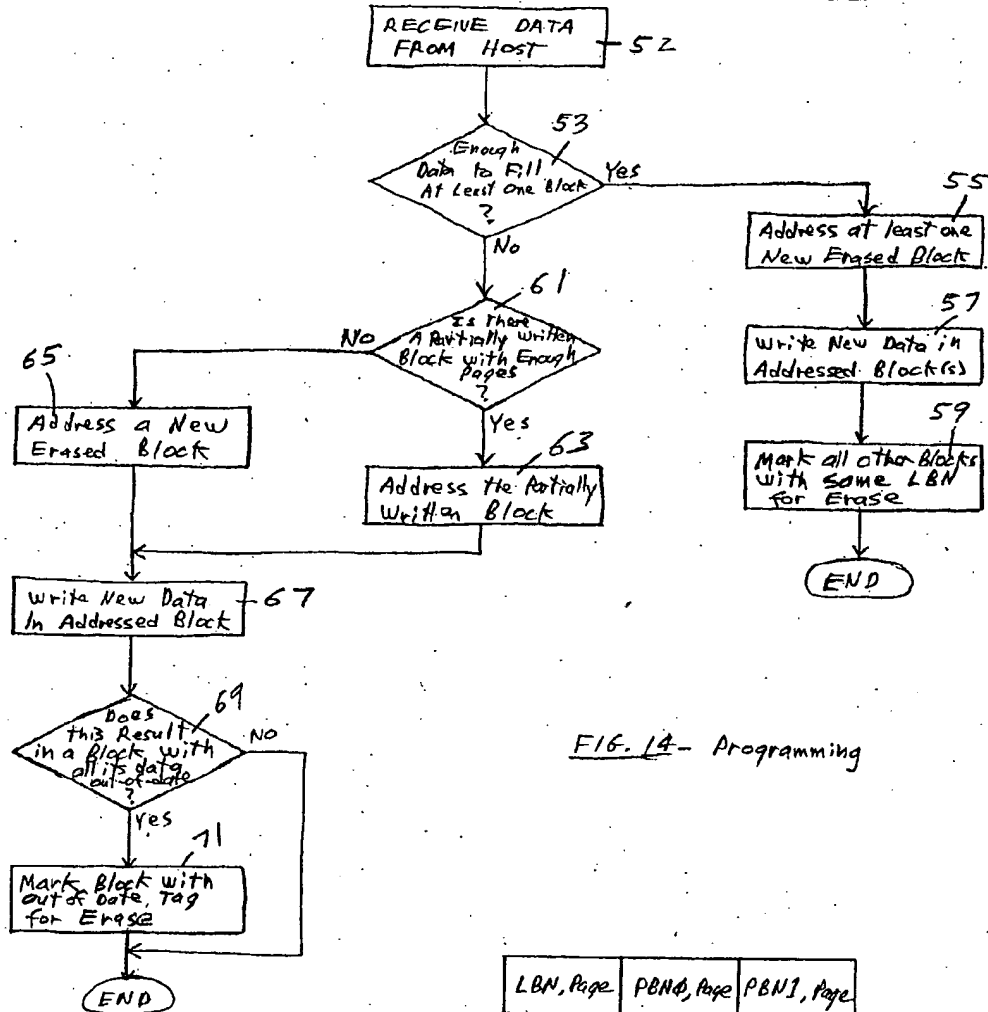 RECEIVE DATA
FROM HOST
52
53
Enough
Data to Fill
At Least One Block
?
Yes
No
55
Address at least one
New Erased Block
57
Write New Data in
Addressed Block(s)
59
Mark all other Blocks
with same LBN
for Erase
END
61
Is There
A Partially Written
Block with Enough
Pages
?
No
Yes
65
Address a New
Erased Block
63
Address the Partially
Written Block
Write New Data
In Addressed Block
67
69
Does
this Result
in a Block with
all its data
out-of-date
?
NO
Yes
71
Mark Block with
out of Date, Tag
for Erase
END
FIG. 14- Programming
LBN, Page
PBN0, Page
PBN1, Page